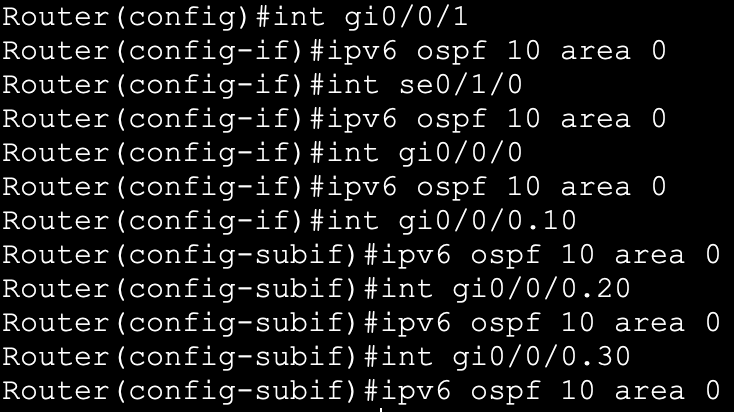 Router(config)#int gi0/0/1
Router(config-if)#ipv6 ospf 10 area 0
Router(config-if)#int se0/1/0
Router(config-if)#ipv6 ospf 10 area 0
Router(config-if)#int gi0/0/0
Router(config-if)#ipv6 ospf 10 area 0
Router(config-if)#int gi0/0/0.10
Router(config-subif)#ipv6 ospf 10 area 0
Router(config-subif)#int gi0/0/0.20
Router(config-subif)#ipv6 ospf 10 area 0
Router(config-subif)#int gi0/0/0.30
Router(config-subif)#ipv6 ospf 10 area 0